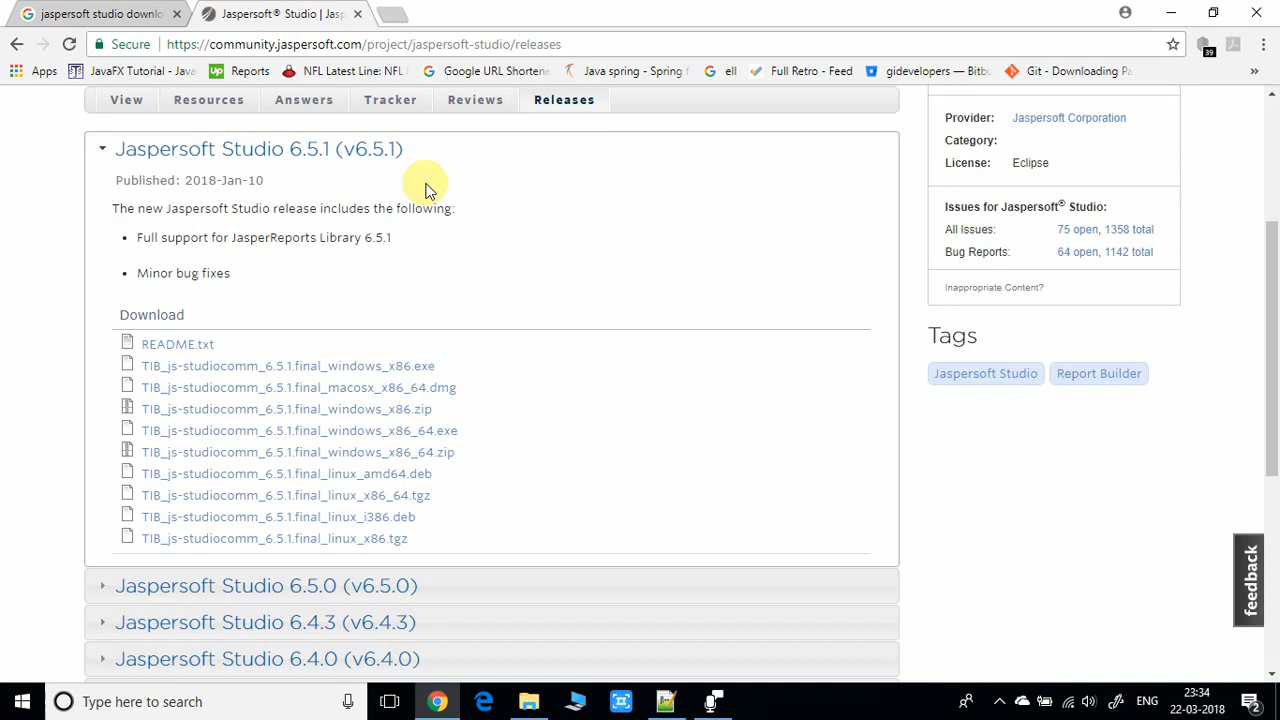 jaspersoft studio downlo
Jaspersoft® Studio | Jasp
Secure
https://community.jaspersoft.com/project/jaspersoft-studio/releases
39
Apps
JavaFX Tutorial - Java
Up Reports
NFL Latest Line: NFL
Google URL Shortene
Java spring - Spring f
ell
Full Retro - Feed
gidevelopers — Bitbu
Git - Downloading Pa
»
View
Resources
Answers
Tracker
Reviews
Releases
Jaspersoft Studio 6.5.1 (v6.5.1)
Published: 2018-Jan-10
The new Jaspersoft Studio release includes the following:
• Full support for JasperReports Library 6.5.1
• Minor bug fixes
Download
README.txt
TIB_js-studiocomm_6.5.1.final_windows_x86.exe
TIB_js-studiocomm_6.5.1.final_macosx_x86_64.dmg
TIB_js-studiocomm_6.5.1.final_windows_x86.zip
TIB_js-studiocomm_6.5.1.final_windows_x86_64.exe
TIB_js-studiocomm_6.5.1.final_windows_x86_64.zip
TIB_js-studiocomm_6.5.1.final_linux_amd64.deb
TIB_js-studiocomm_6.5.1.final_linux_x86_64.tgz
TIB_js-studiocomm_6.5.1.final_linux_i386.deb
TIB_js-studiocomm_6.5.1.final_linux_x86.tgz
Jaspersoft Studio 6.5.0 (v6.5.0)
Jaspersoft Studio 6.4.3 (v6.4.3)
Jaspersoft Studio 6.4.0 (v6.4.0)
Provider: Jaspersoft Corporation
Category:
License: Eclipse
Issues for Jaspersoft® Studio:
All Issues: 75 open, 1358 total
Bug Reports: 64 open, 1142 total
Inappropriate Content?
Tags
Jaspersoft Studio
Report Builder
feedback
Type here to search
ENG
23:34
22-03-2018
2